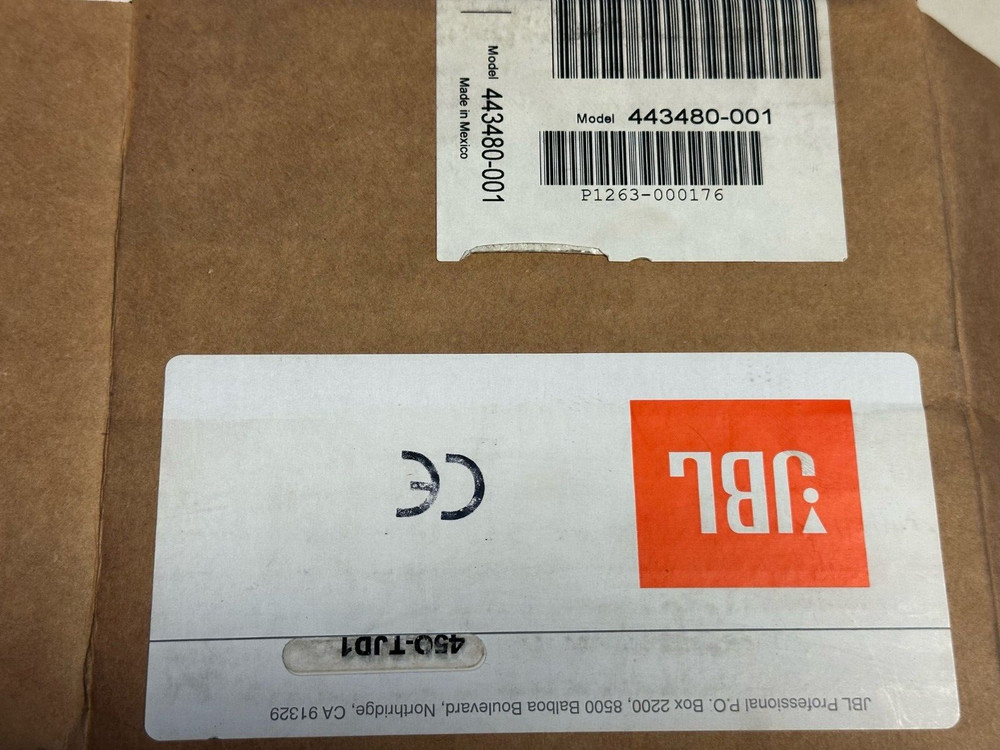 Model 443480-001
Made in Mexico
Model 443480-001
P1263-000176
JBL
CE
450-TJD1
JBL Professional P.O. Box 2200, 8500 Balboa Boulevard, Northridge, CA 91329